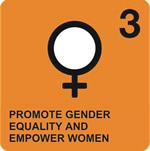 3
PROMOTE GENDER
EQUALITY AND
EMPOWER WOMEN